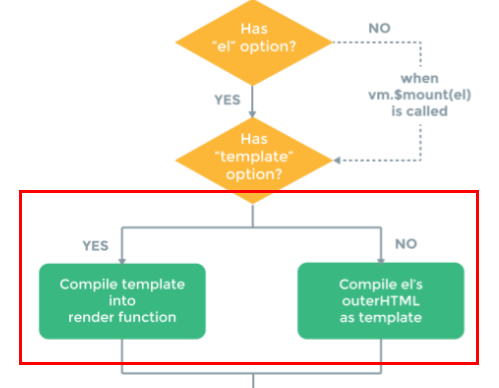 Has
"el" option?
NO
when
vm.$mount(el)
is called
YES
Has
"template"
option?
YES
NO
Compile template
into
render function
Compile el's
outerHTML
as template